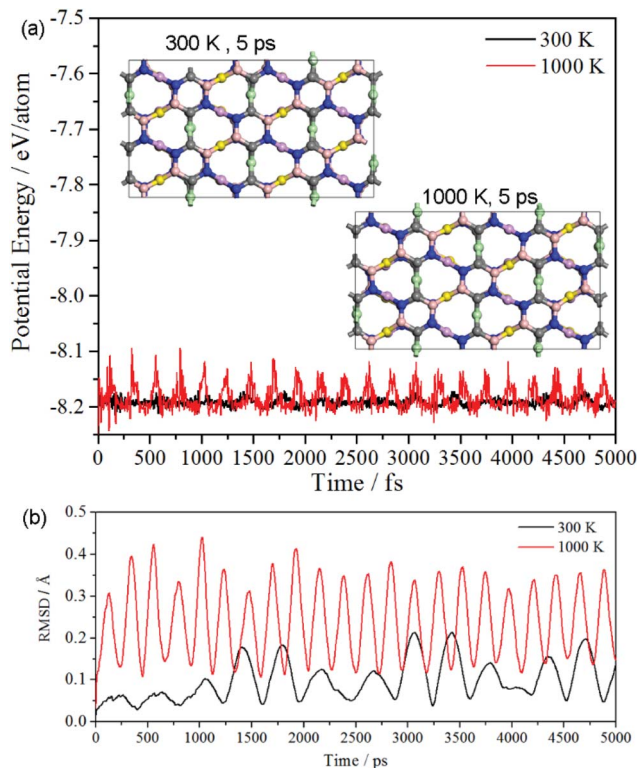 (a)
300 K , 5 ps
300 K
1000 K
1000 K, 5 ps
Potential Energy / eV/atom
-7.5
-7.6
-7.7
-7.8
-7.9
-8.0
-8.1
-8.2
0 500 1000 1500 2000 2500 3000 3500 4000 4500 5000
Time / fs
(b)
300 K
1000 K
RMSD / Å
0.5
0.4
0.3
0.2
0.1
0.0
0 500 1000 1500 2000 2500 3000 3500 4000 4500 5000
Time / ps